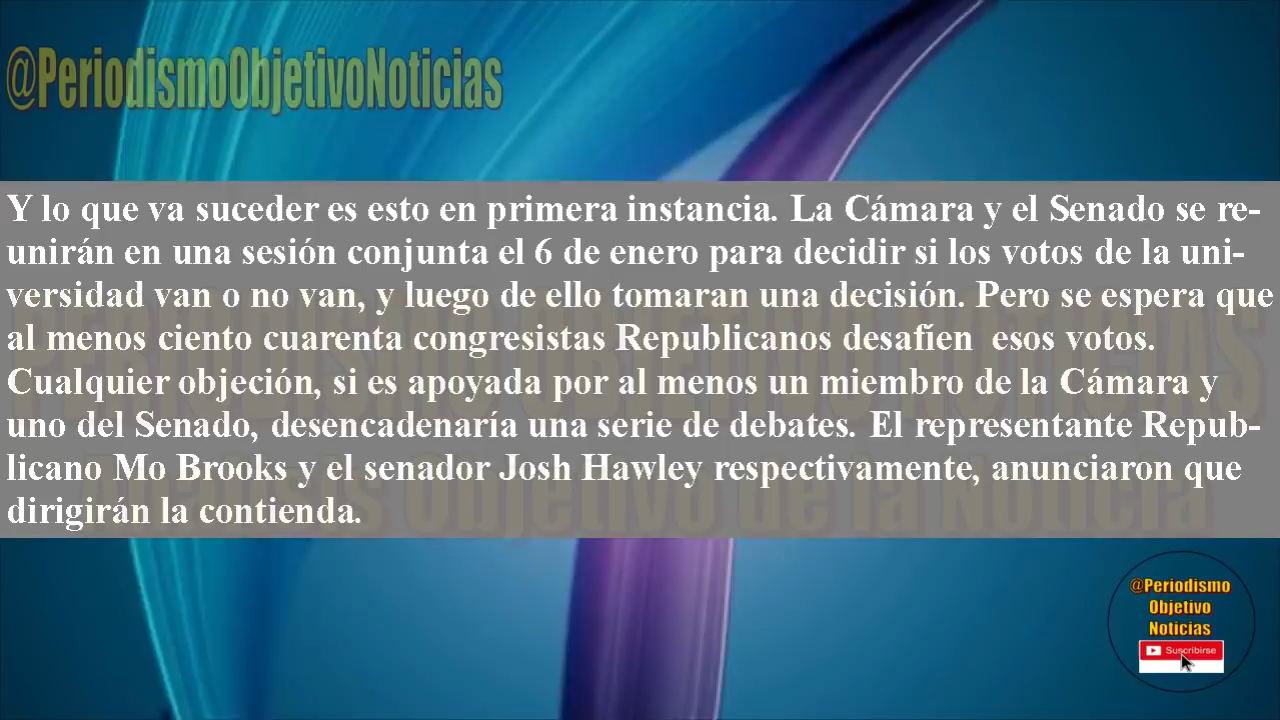 @PeriodismoObjetivoNoticias
Y lo que va suceder es esto en primera instancia. La Cámara y el Senado se re-
unirán en una sesión conjunta el 6 de enero para decidir si los votos de la uni-
versidad van o no van, y luego de ello tomaran una decisión. Pero se espera que
al menos ciento cuarenta congresistas Republicanos desafíen  esos votos.
Cualquier objeción, si es apoyada por al menos un miembro de la Cámara y
uno del Senado, desencadenaría una serie de debates. El representante Repub-
licano Mo Brooks y el senador Josh Hawley respectivamente, anunciaron que
dirigirán la contienda.
@Periodismo
Objetivo
Noticias
Suscribirse